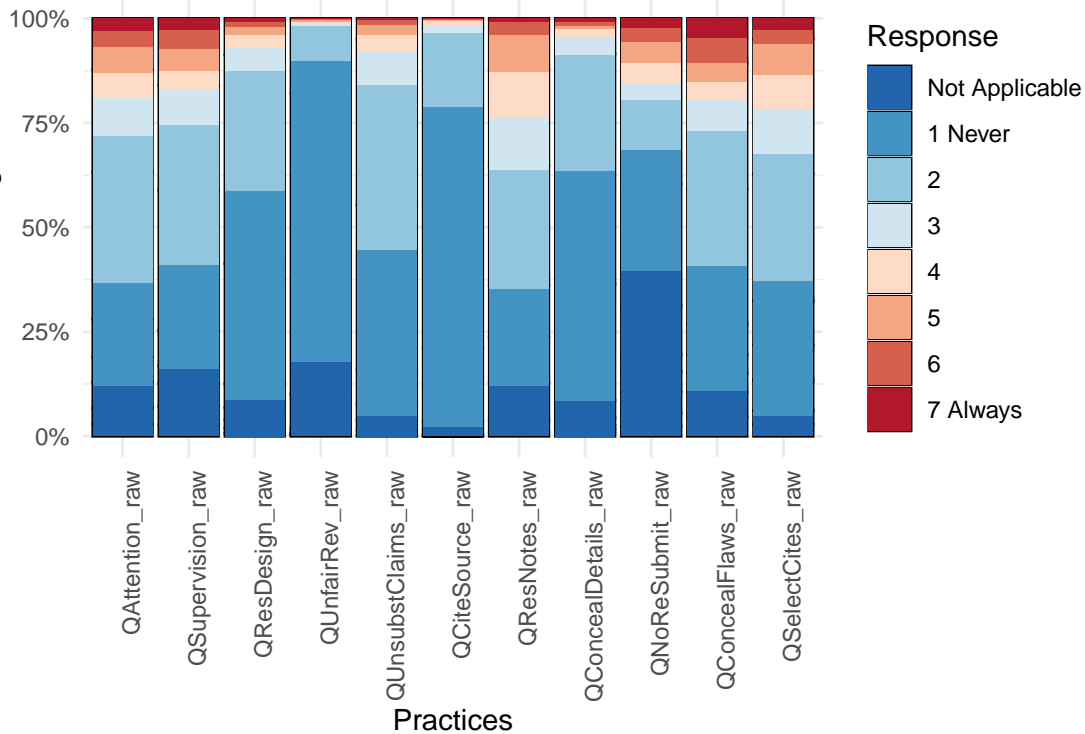 100%
75%
50%
25%
0%
QAttention_raw
QSupervision_raw
QResDesign_raw
QUnfairRev_raw
QUnsubstClaims_raw
QCiteSource_raw
QResNotes_raw
QConcealDetails_raw
QNoReSubmit_raw
QConcealFlaws_raw
QSelectCites_raw
Practices
Response
Not Applicable
1 Never
2
3
4
5
6
7 Always